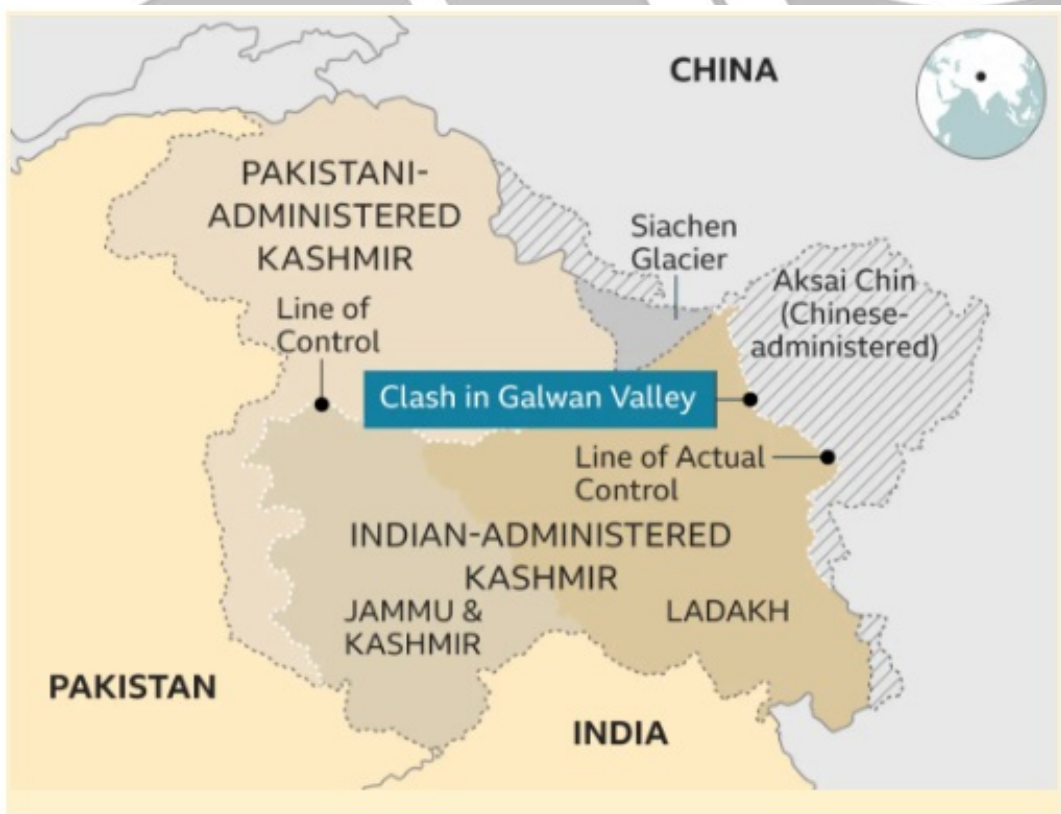 CHINA
PAKISTANI-
ADMINISTERED
KASHMIR
Siachen
Glacier
Aksai Chin
(Chinese-
administered)
Line of
Control
Clash in Galwan Valley
Line of Actual
Control
INDIAN-ADMINISTERED
KASHMIR
JAMMU &
KASHMIR
LADAKH
PAKISTAN
INDIA